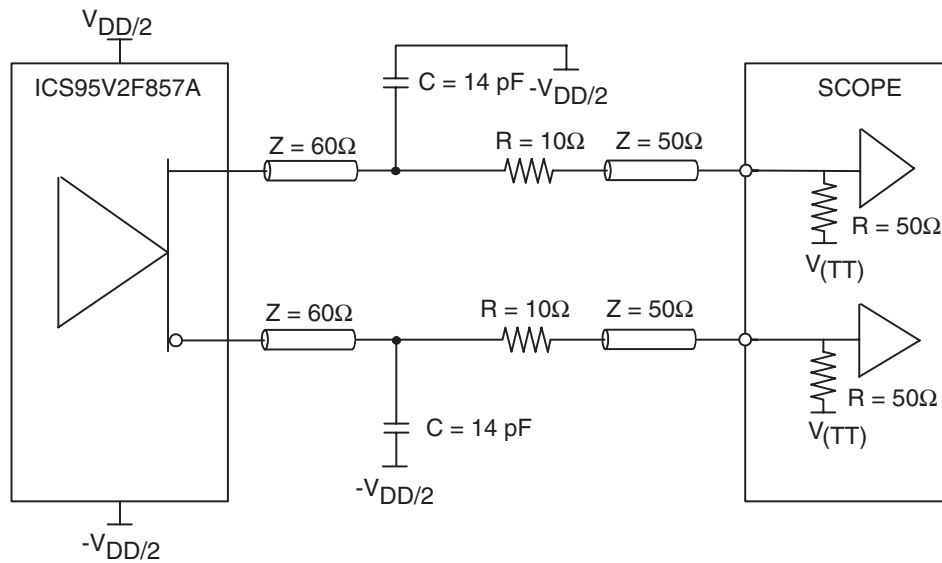 VDD/2
ICS95V2F857A
C = 14 pF
-VDD/2
SCOPE
Z = 60Ω
R = 10Ω
Z = 50Ω
R = 50Ω
V(TT)
Z = 60Ω
R = 10Ω
Z = 50Ω
R = 50Ω
V(TT)
C = 14 pF
-VDD/2
-VDD/2